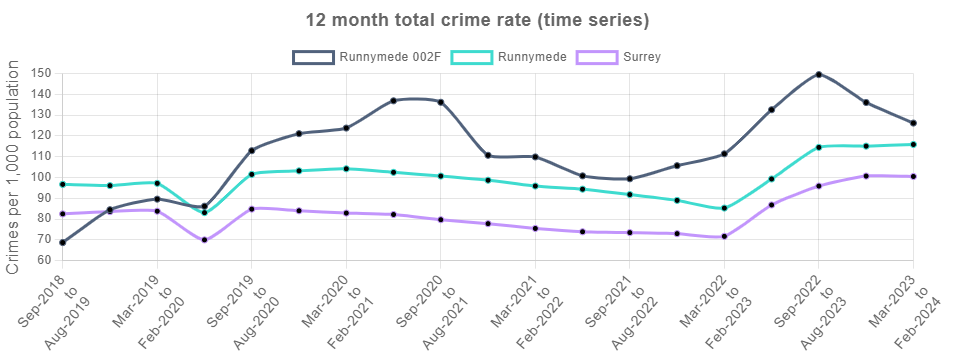 12 month total crime rate (time series)
Runnymede 002F
Runnymede
Surrey
Crimes per 1,000 population
150
140
130
120
110
100
90
80
70
60
Sep-2018
to
Aug-2019
Mar-2019
to
Feb-2020
Sep-2019
to
Aug-2020
Mar-2020
to
Feb-2021
Sep-2020
to
Aug-2021
Mar-2021
to
Feb-2022
Sep-2021
to
Aug-2022
Mar-2022
to
Feb-2023
Sep-2022
to
Aug-2023
Mar-2023
to
Feb-2024